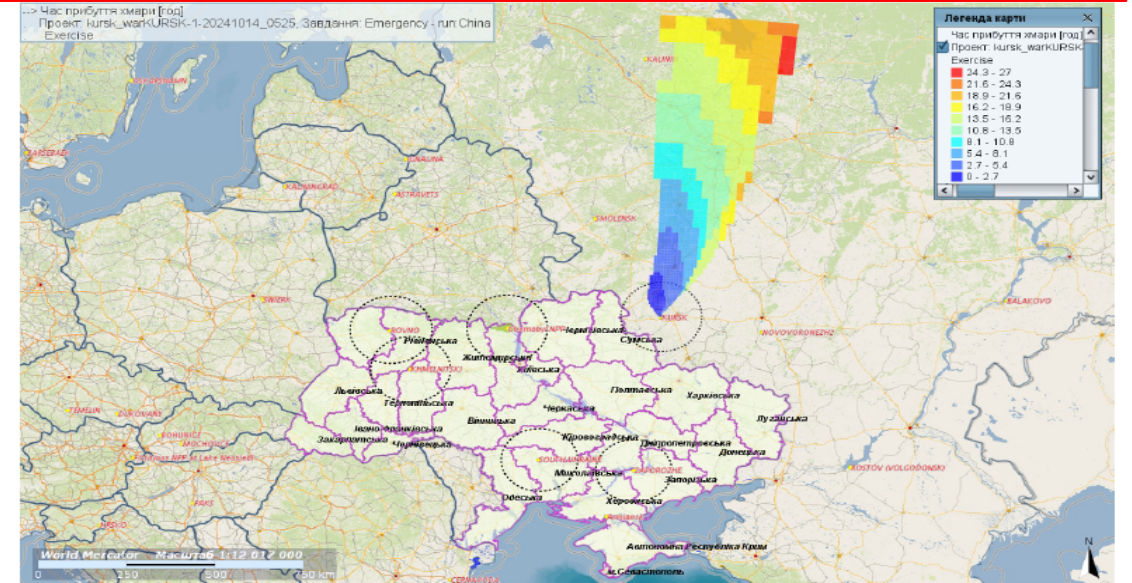 --> Час прибуття хмари [год]
Проект: kursk_warKURSK-1-20241014_0525, Завдання: Emergency - run:China
Exercise
Легенда карти
Час прибуття хмари [год]
Проект: kursk_warKURSK-
Exercise
24.3 - 27
21.6 - 24.3
18.9 - 21.6
16.2 - 18.9
13.5 - 16.2
10.8 - 13.5
8.1 - 10.8
5.4 - 8.1
2.7 - 5.4
0 - 2.7
KALININ
IGNALINA
KALININGRAD
ASTRAVETS
SMOLENSK
SWIERK
BALAKOVO
KURSK
NOVOVORONEZHZ
ROVNO
Рівненська
Чернігівська
Сумська
Житомирська
Київська
KHMELNITSKI
Львівська
Тернопільська
Полтавська
Харківська
Луганська
TEMELIN
DUKOVANY
Вінницька
Черкаська
Івано-Франківська
Закарпатська
Чернівецька
Кіровоградська
Дніпропетровська
Донецька
BOHUNICE
MOCHOVCE
SOUTH UKRAINE
Миколаївська
ZAPOROZHE
Запорізька
ROSTOV (VOLGODONSK)
PAKS
Одеська
Херсонська
KRSKO
World Mercator Масштаб 1:12 017 000
0 250 500 750 km
Автономна Республіка Крим
м.Севастополь
CERNAVODA
N